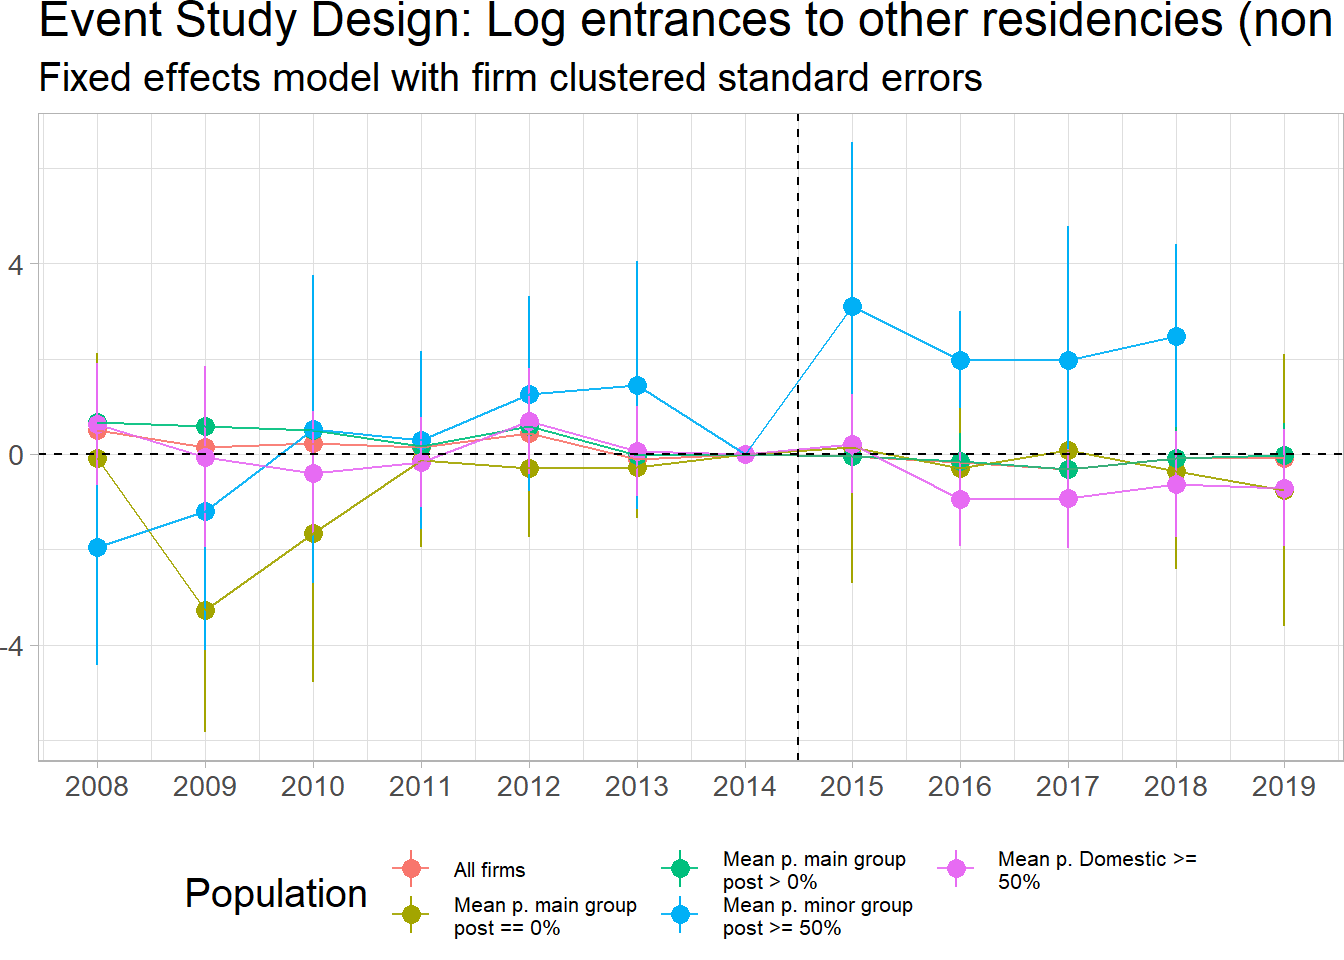 Event Study Design: Log entrances to other residencies (non
Fixed effects model with firm clustered standard errors
4
0
-4
2008 2009 2010 2011 2012 2013 2014 2015 2016 2017 2018 2019
Population
All firms
Mean p. main group
post == 0%
Mean p. main group
post > 0%
Mean p. minor group
post >= 50%
Mean p. Domestic >=
50%